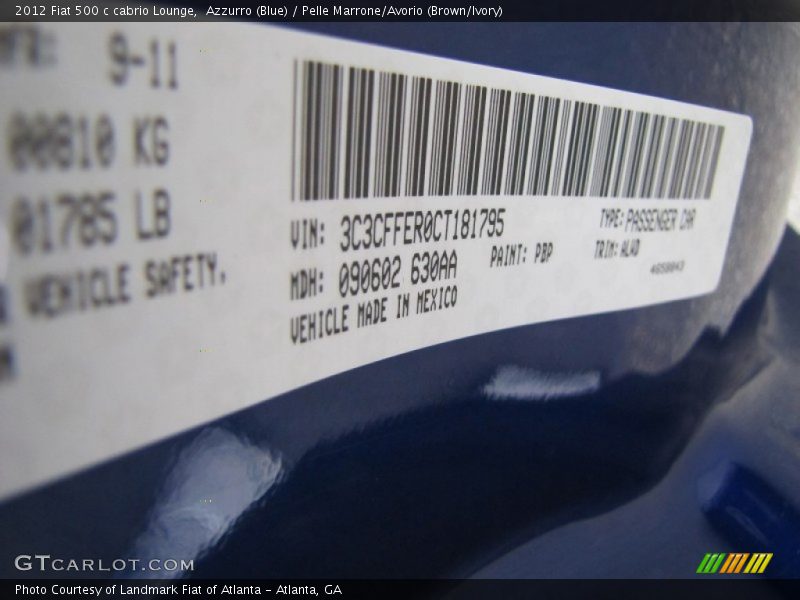 2012 Fiat 500 c cabrio Lounge,  Azzurro (Blue) / Pelle Marrone/Avorio (Brown/Ivory)
9-11
00810 KG
01785 LB
VEHICLE SAFETY.
VIN: 3C3CFFER0CT181795
TYPE: PASSENGER CAR
MDH: 090602 630AA
PAINT: PBP
TRIM: ALAD
VEHICLE MADE IN MEXICO
GTCARLOT.COM
Photo Courtesy of Landmark Fiat of Atlanta - Atlanta, GA